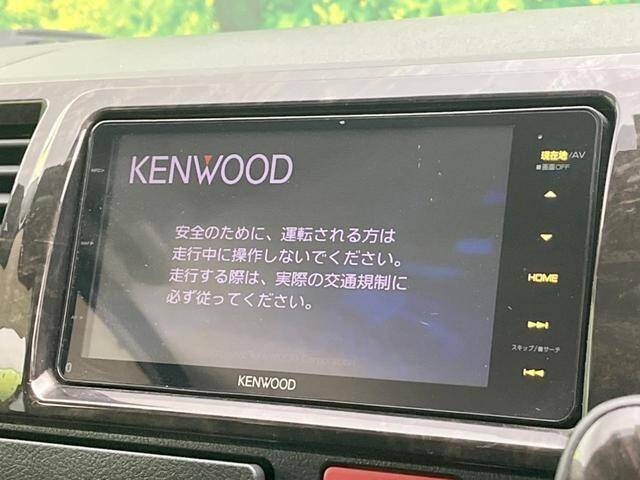 KENWOOD
安全のために、運転される方は
走行中に操作しないでください。
走行する際は、実際の交通規制に
必ず従ってください。
KENWOOD
現在地/AV
■画面OFF
HOME
スキップ/曲サーチ